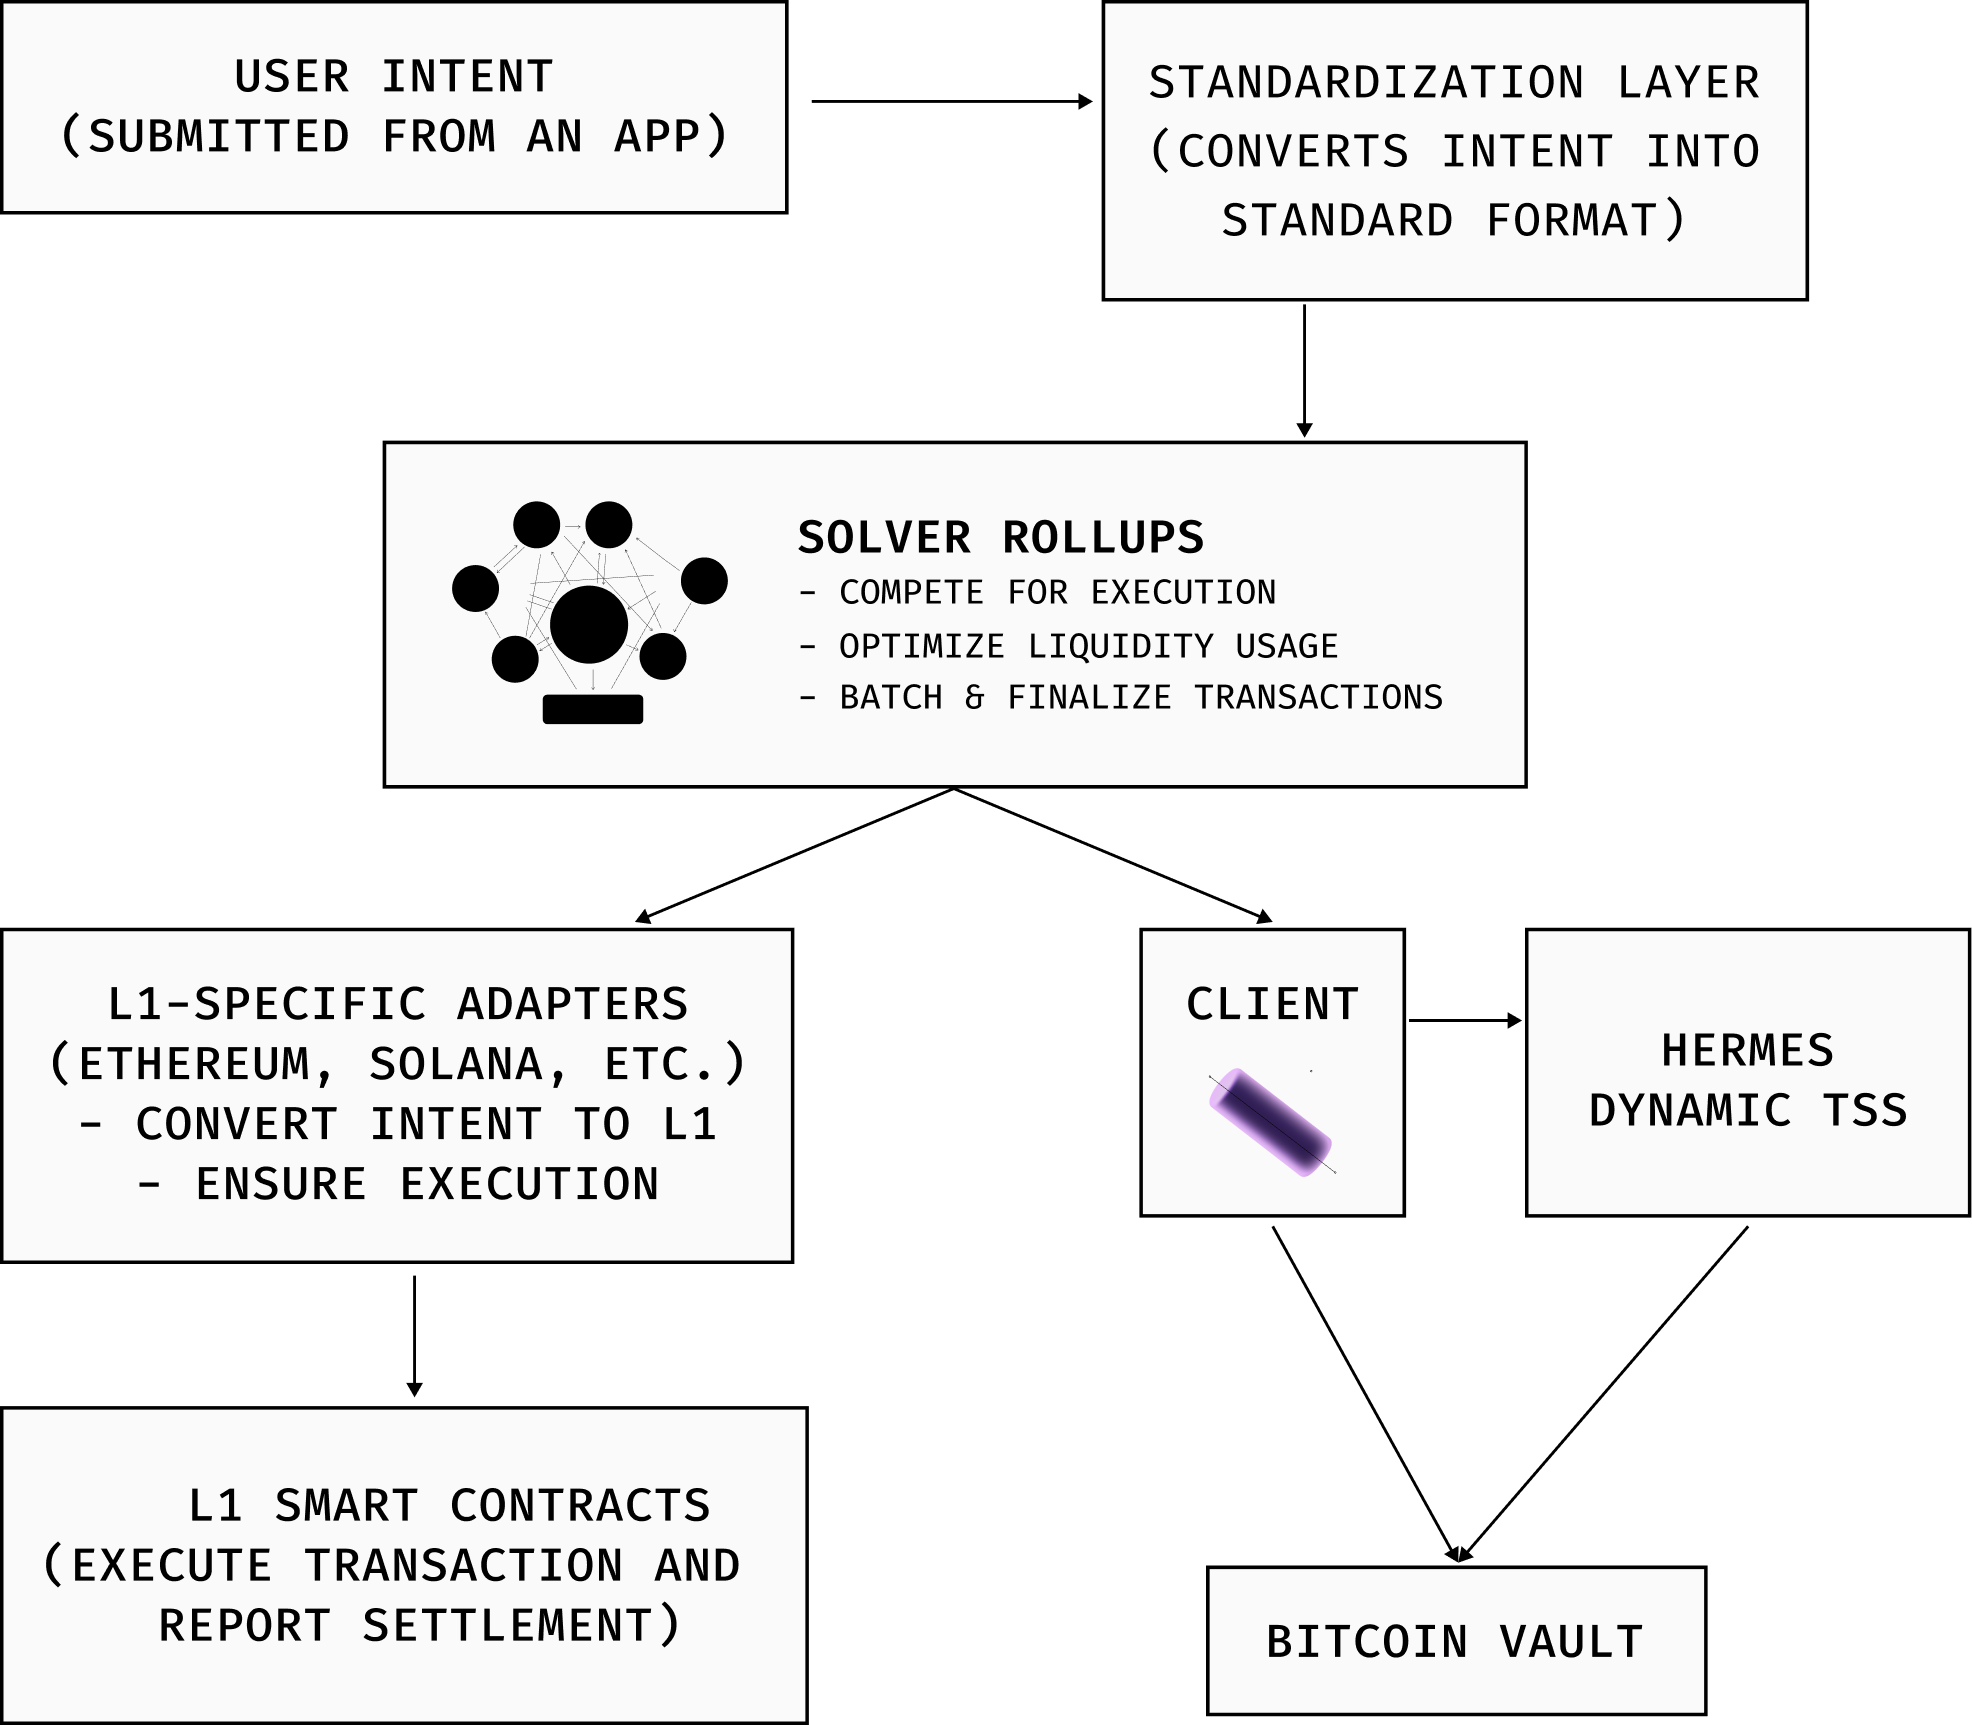 USER INTENT
(SUBMITTED FROM AN APP)
STANDARDIZATION LAYER
(CONVERTS INTENT INTO
STANDARD FORMAT)
SOLVER ROLLUPS
- COMPETE FOR EXECUTION
- OPTIMIZE LIQUIDITY USAGE
- BATCH & FINALIZE TRANSACTIONS
L1-SPECIFIC ADAPTERS
(ETHEREUM, SOLANA, ETC.)
- CONVERT INTENT TO L1
- ENSURE EXECUTION
CLIENT
HERMES
DYNAMIC TSS
L1 SMART CONTRACTS
(EXECUTE TRANSACTION AND
REPORT SETTLEMENT)
BITCOIN VAULT